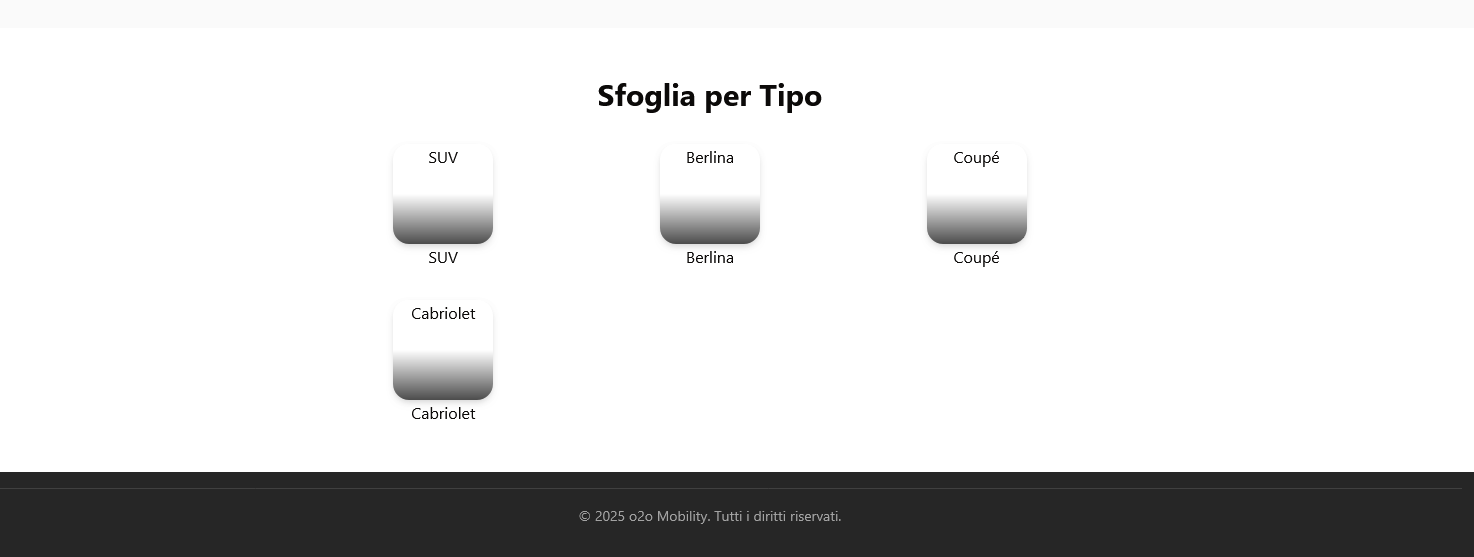 Sfoglia per Tipo
SUV
Berlina
Coupé
SUV
Berlina
Coupé
Cabriolet
Cabriolet
© 2025 o2o Mobility. Tutti i diritti riservati.